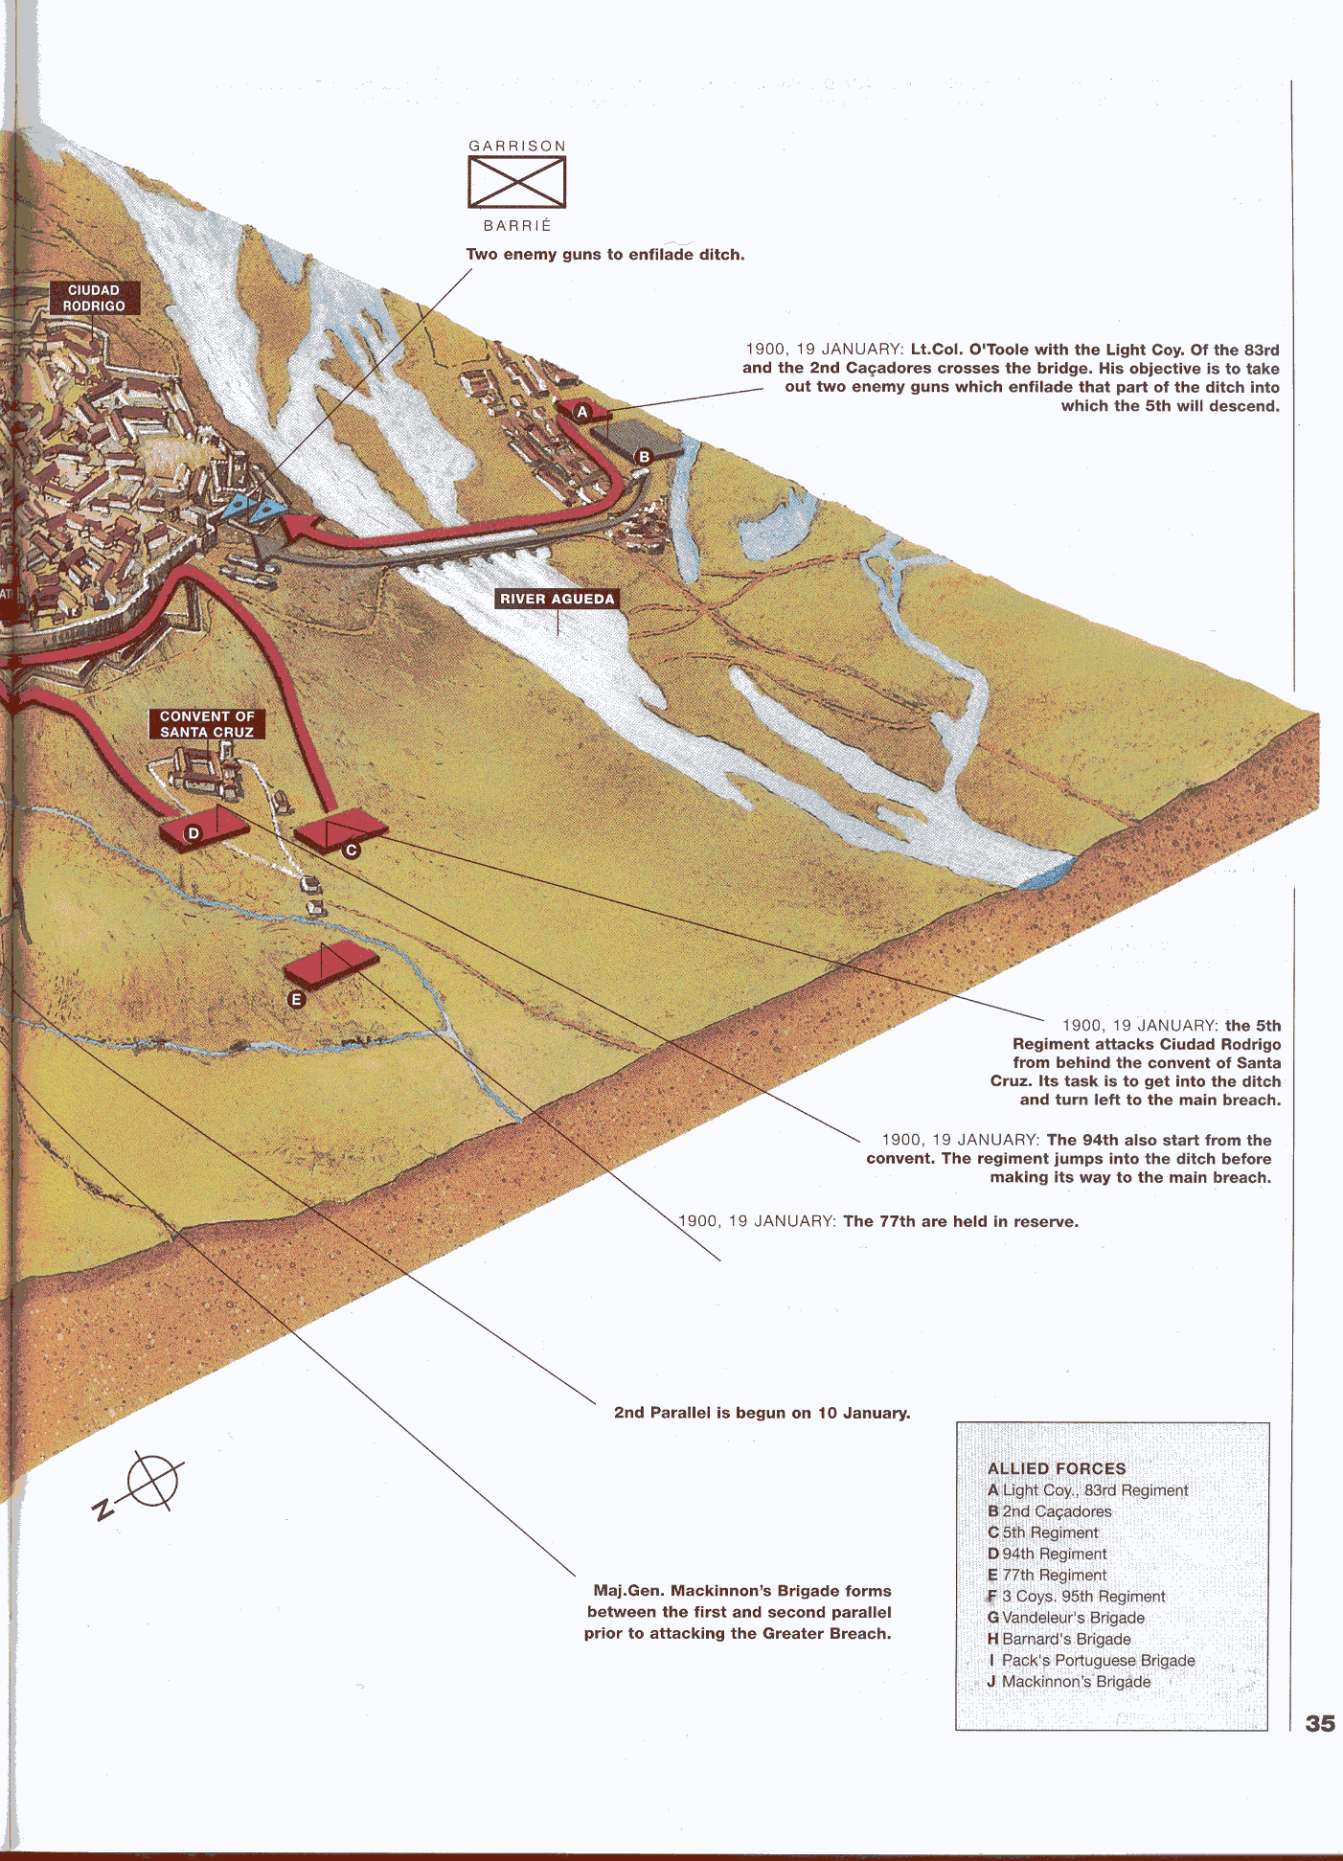 GARRISON
BARRIÉ
Two enemy guns to enfilade ditch.
CIUDAD
RODRIGO
1900, 19 JANUARY: Lt.Col. O'Toole with the Light Coy. Of the 83rd
and the 2nd Caçadores crosses the bridge. His objective is to take
out two enemy guns which enfilade that part of the ditch into
which the 5th will descend.
A
B
RIVER AGUEDA
CONVENT OF
SANTA CRUZ
D
C
E
1900, 19 JANUARY: the 5th
Regiment attacks Ciudad Rodrigo
from behind the convent of Santa
Cruz. Its task is to get into the ditch
and turn left to the main breach.
1900, 19 JANUARY: The 94th also start from the
convent. The regiment jumps into the ditch before
making its way to the main breach.
1900, 19 JANUARY: The 77th are held in reserve.
2nd Parallel is begun on 10 January.
N
Maj.Gen. Mackinnon's Brigade forms
between the first and second parallel
prior to attacking the Greater Breach.
ALLIED FORCES
A Light Coy., 83rd Regiment
B 2nd Caçadores
C 5th Regiment
D 94th Regiment
E 77th Regiment
F 3 Coys. 95th Regiment
G Vandeleur's Brigade
H Barnard's Brigade
I Pack's Portuguese Brigade
J Mackinnon's Brigade
35